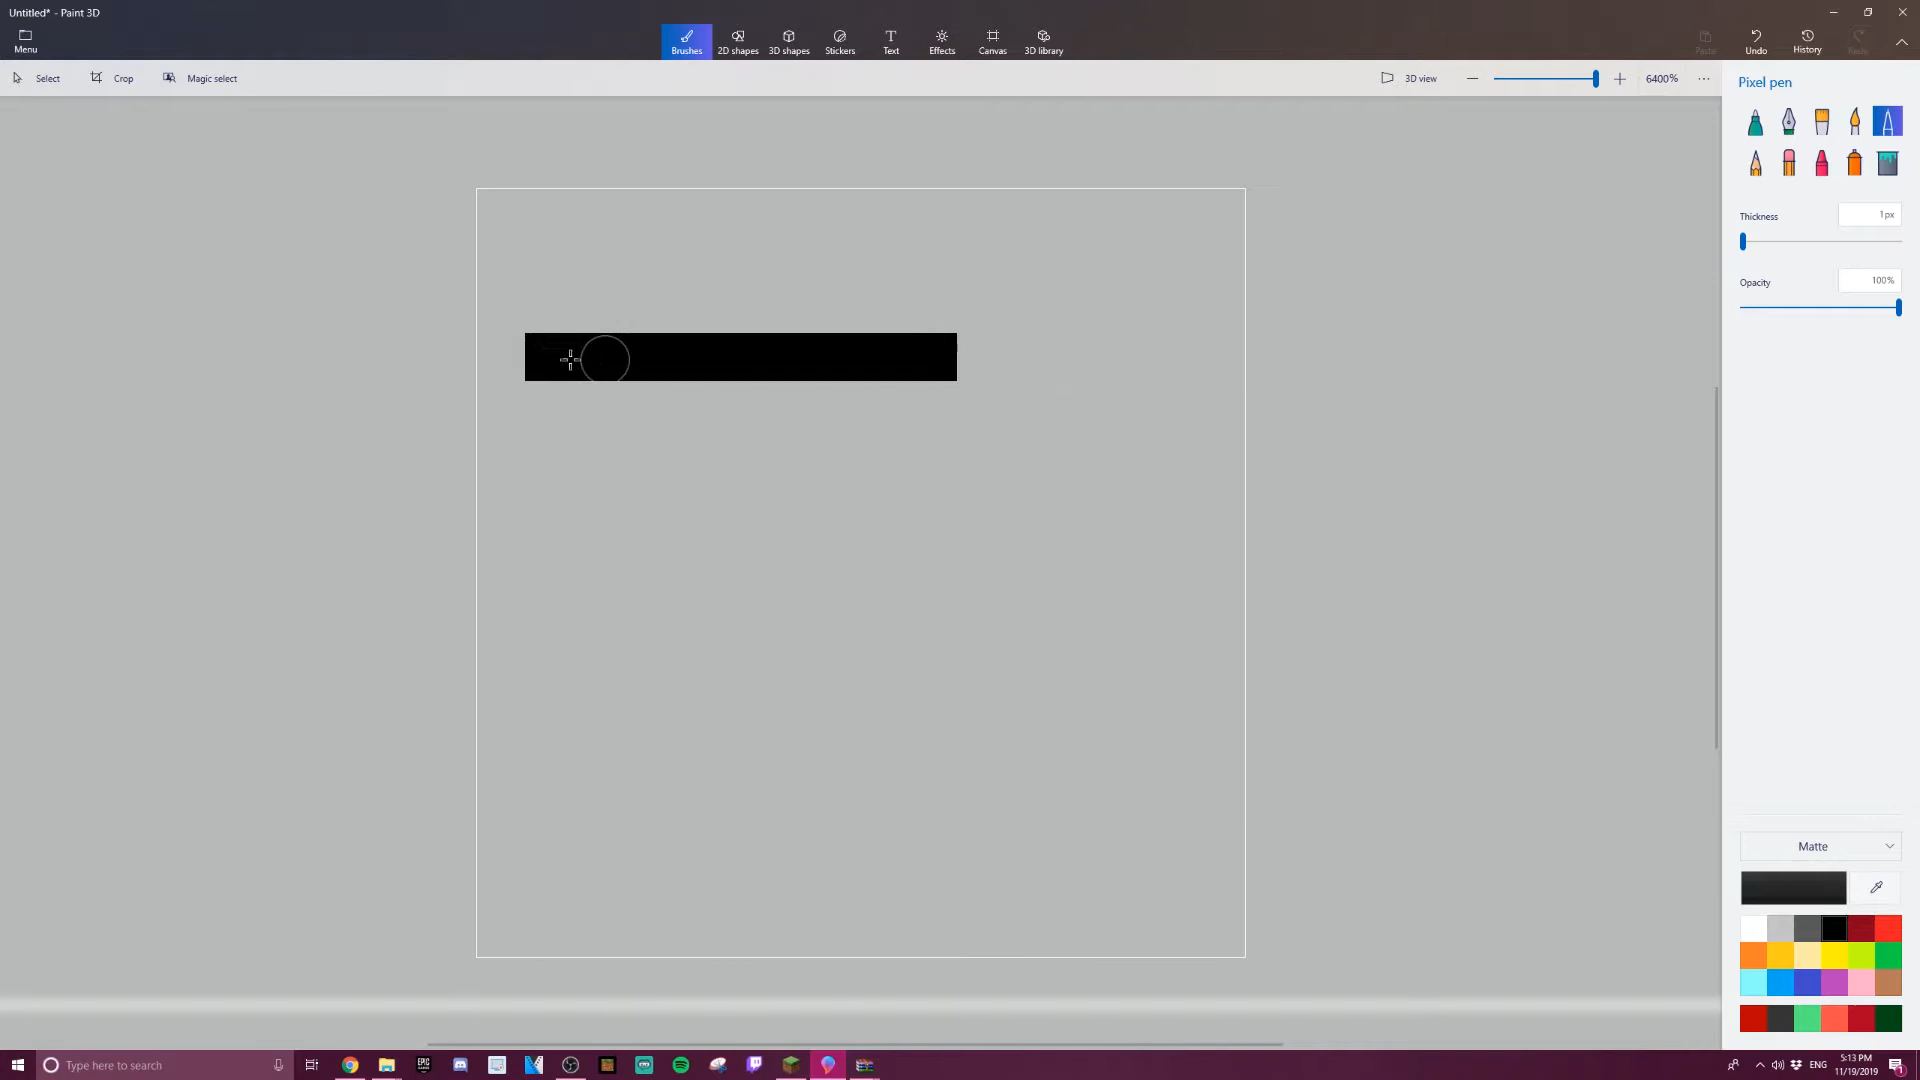 Untitled* - Paint 3D
Menu
Brushes
2D shapes
3D shapes
Stickers
Text
Effects
Canvas
3D library
Paste
Undo
History
Redo
Select
Crop
Magic select
3D view
6400%
Pixel pen
Thickness
1px
Opacity
100%
Matte
Type here to search
EPIC
ENG
5:13 PM
11/19/2019